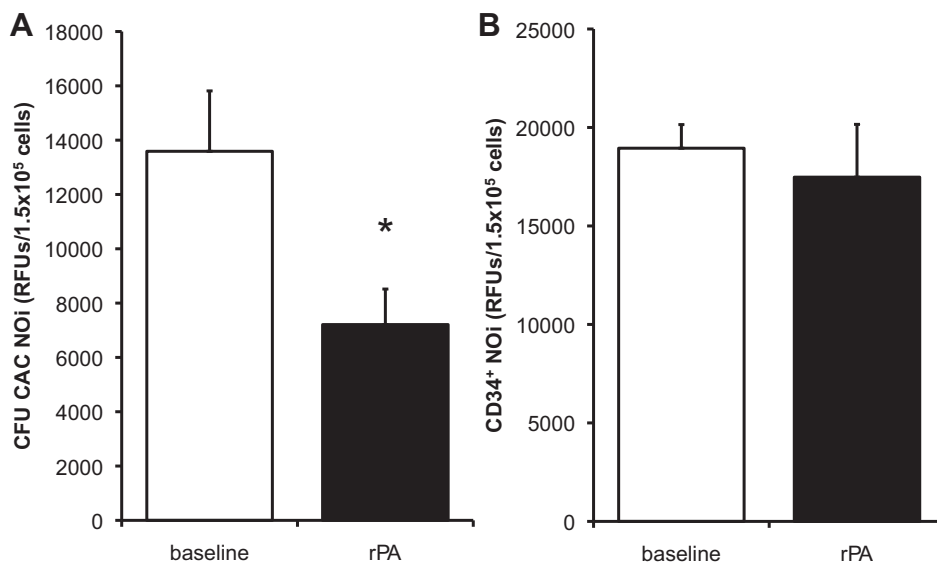 A
CFU CAC NOi (RFUs/1.5x10⁵ cells)
18000
16000
14000
12000
10000
8000
6000
4000
2000
0
*
baseline rPA
B
CD34⁺ NOi (RFUs/1.5x10⁵ cells)
25000
20000
15000
10000
5000
0
baseline rPA